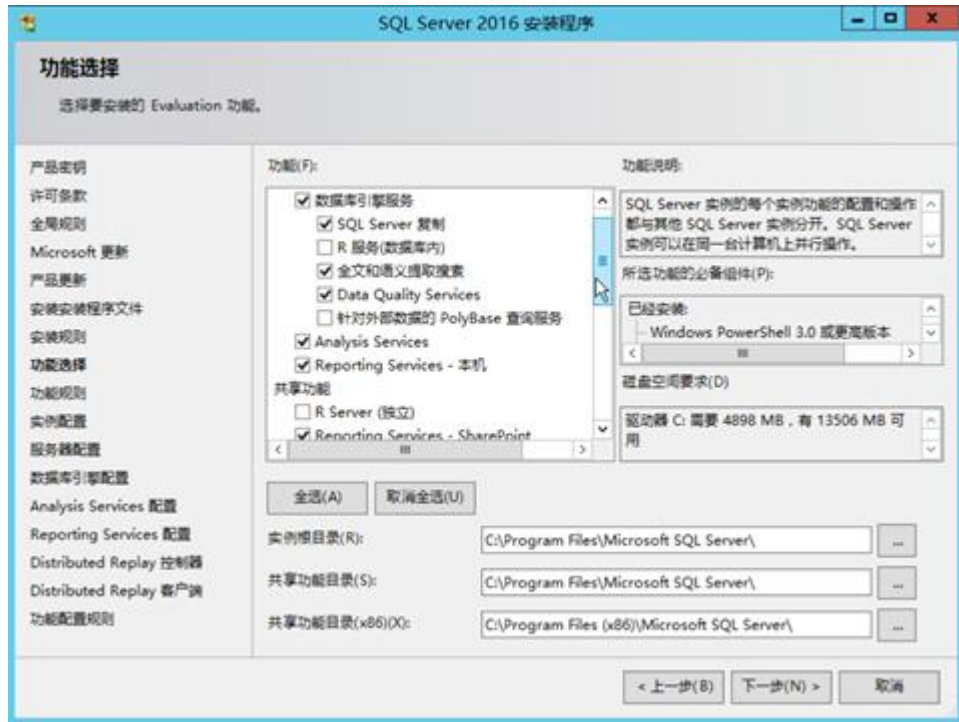 SQL Server 2016 安装程序
功能选择
选择要安装的 Evaluation 功能。
产品密钥
许可条款
全局规则
Microsoft 更新
产品更新
安装安装程序文件
安装规则
功能选择
功能规则
实例配置
服务器配置
数据库引擎配置
Analysis Services 配置
Reporting Services 配置
Distributed Replay 控制器
Distributed Replay 客户端
功能配置规则
功能(F):
数据库引擎服务
SQL Server 复制
R 服务(数据库内)
全文和语义提取搜索
Data Quality Services
针对外部数据的 PolyBase 查询服务
Analysis Services
Reporting Services - 本机
共享功能
R Server (独立)
Reporting Services - SharePoint
功能说明:
SQL Server 实例的每个实例功能的配置和操作
都与其他 SQL Server 实例分开。SQL Server
实例可以在同一台计算机上并行操作。
所选功能的必备组件(P):
已经安装:
Windows PowerShell 3.0 或更高版本
磁盘空间要求(D)
驱动器 C: 需要 4898 MB，有 13506 MB 可
用
全选(A)
取消全选(U)
实例根目录(R):
C:\Program Files\Microsoft SQL Server\
...
共享功能目录(S):
C:\Program Files\Microsoft SQL Server\
...
共享功能目录(x86)(X):
C:\Program Files (x86)\Microsoft SQL Server\
...
< 上一步(B)
下一步(N) >
取消